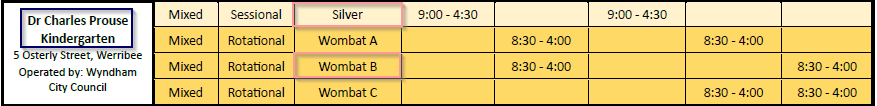 Dr Charles Prouse
Kindergarten
5 Osterly Street, Werribee
Operated by: Wyndham
City Council
Mixed Sessional Silver 9:00 - 4:30 9:00 - 4:30
Mixed Rotational Wombat A 8:30 - 4:00 8:30 - 4:00
Mixed Rotational Wombat B 8:30 - 4:00 8:30 - 4:00
Mixed Rotational Wombat C 8:30 - 4:00 8:30 - 4:00